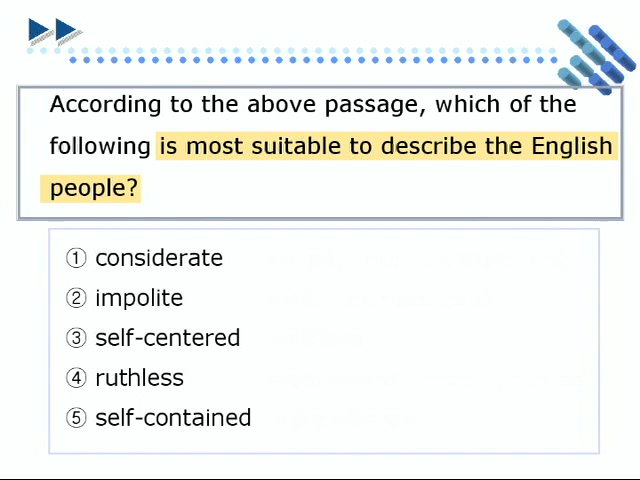 According to the above passage, which of the
following is most suitable to describe the English
people?
① considerate
② impolite
③ self-centered
④ ruthless
⑤ self-contained